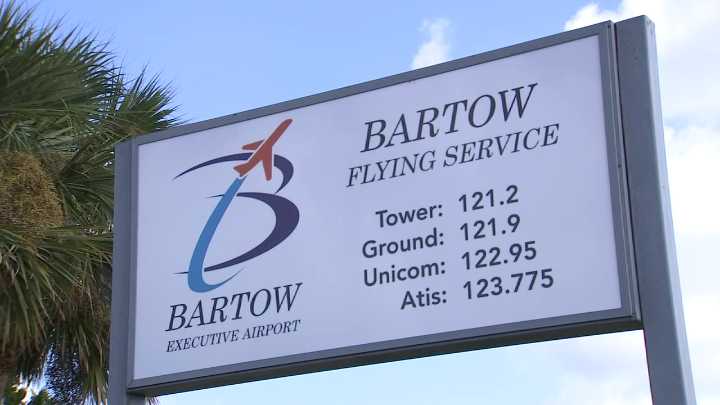 BARTOW
EXECUTIVE AIRPORT
BARTOW
FLYING SERVICE
Tower: 121.2
Ground: 121.9
Unicom: 122.95
Atis: 123.775